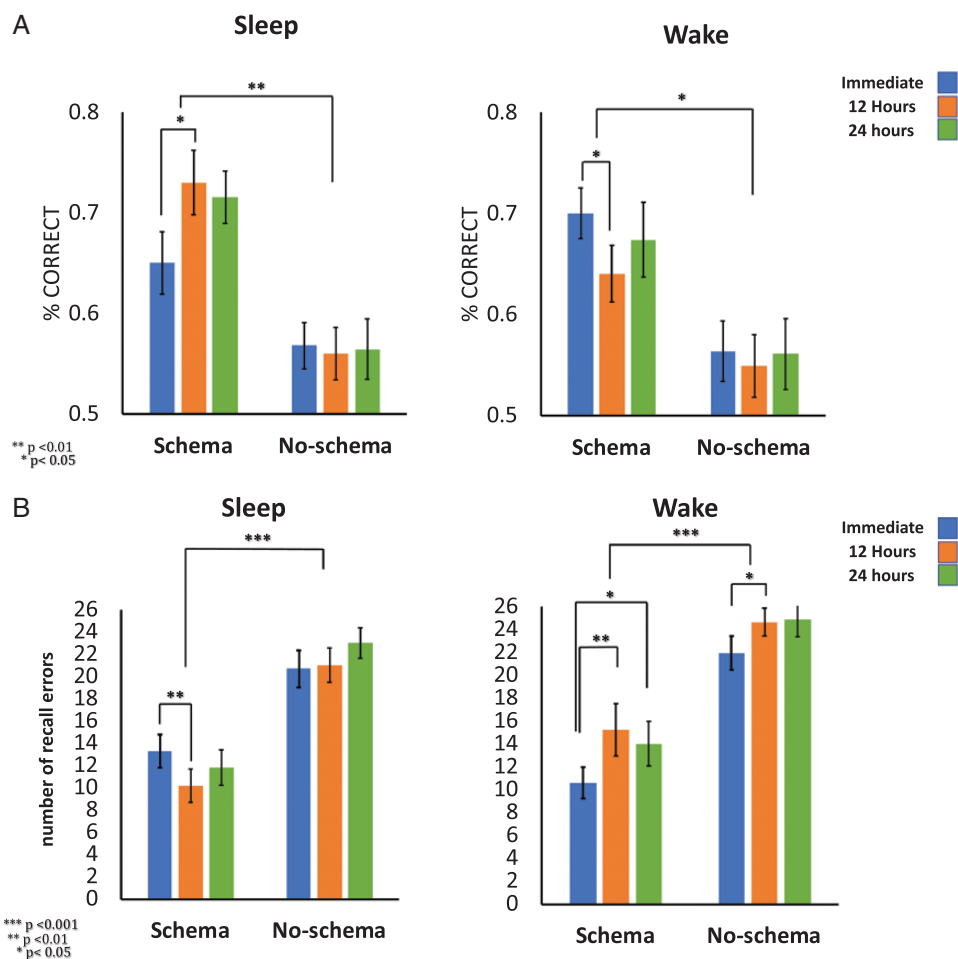 A
Sleep
Wake
Immediate
12 Hours
24 hours
**
*
*
*
0.8
0.7
0.6
0.5
% CORRECT
0.8
0.7
0.6
0.5
% CORRECT
Schema No-schema
Schema No-schema
** p <0.01
* p< 0.05
B
Sleep
Wake
Immediate
12 Hours
24 hours
***
**
***
*
*
**
26
24
22
20
18
16
14
12
10
8
6
4
2
0
number of recall errors
26
24
22
20
18
16
14
12
10
8
6
4
2
0
Schema No-schema
Schema No-schema
*** p <0.001
** p <0.01
* p< 0.05